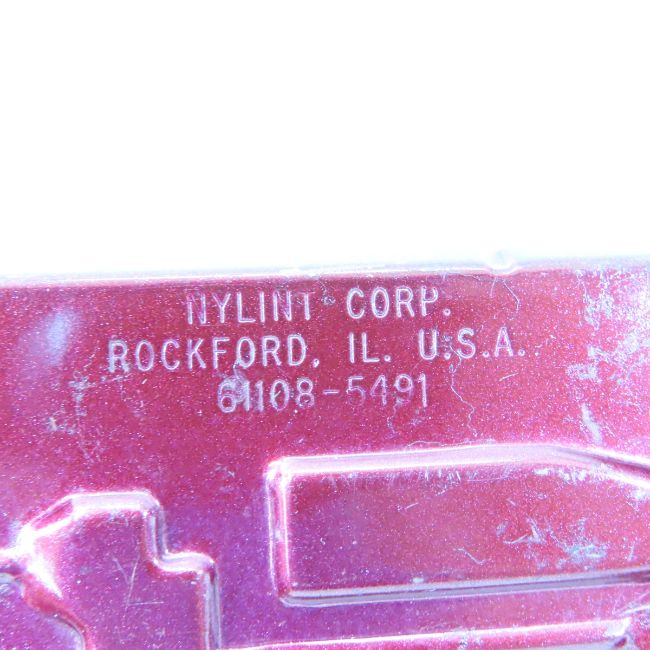 NYLINT CORP.
ROCKFORD, IL. U.S.A.
61108-5491